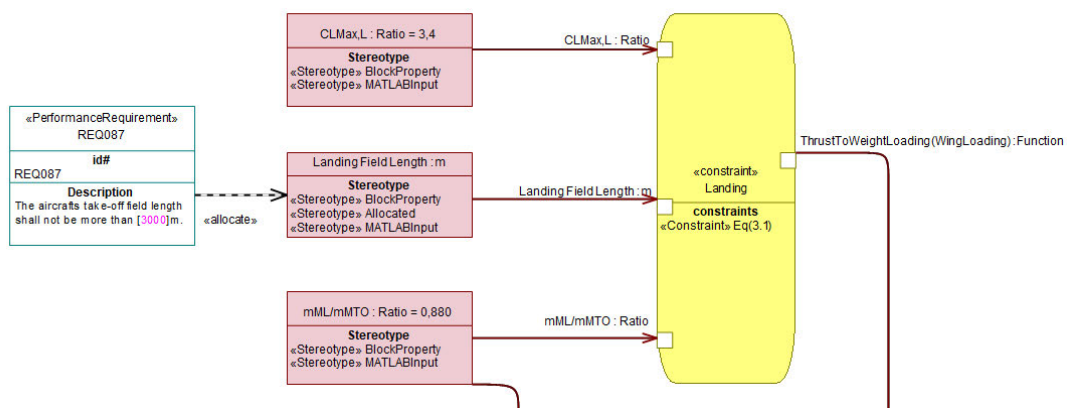 «PerformanceRequirement»
REQ087
id#
REQ087
Description
The aircrafts take-off field length
shall not be more than [3000]m.
«allocate»
CLMax,L : Ratio = 3,4
Stereotype
«Stereotype» BlockProperty
«Stereotype» MATLABInput
Landing Field Length : m
Stereotype
«Stereotype» BlockProperty
«Stereotype» Allocated
«Stereotype» MATLABInput
mML/mMTO : Ratio = 0,880
Stereotype
«Stereotype» BlockProperty
«Stereotype» MATLABInput
CLMax,L : Ratio
Landing Field Length : m
mML/mMTO : Ratio
«constraint»
Landing
constraints
«Constraint» Eq(3.1)
ThrustToWeightLoading(WingLoading) : Function